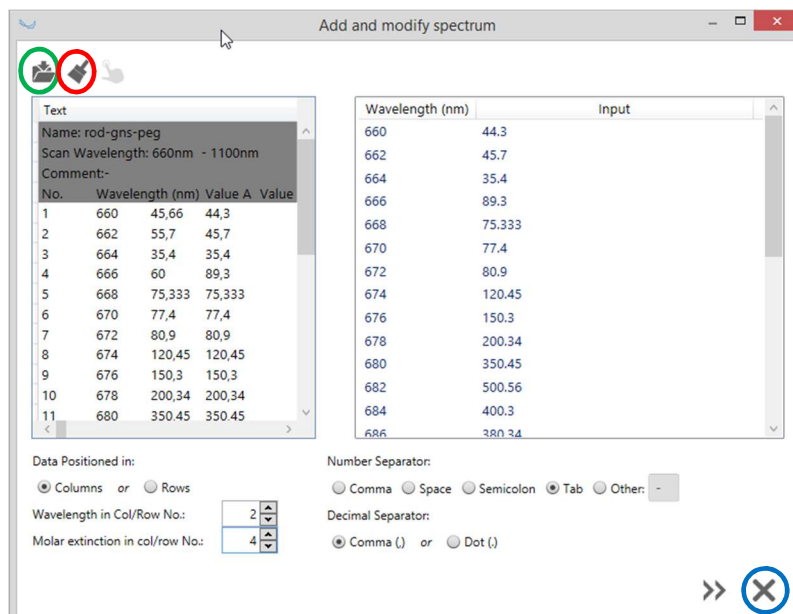 Add and modify spectrum
Text
Name: rod-gns-peg
Scan Wavelength: 660nm - 1100nm
Comment:-
No. Wavelength (nm) Value A Value
1 660 45,66 44,3
2 662 55,7 45,7
3 664 35,4 35,4
4 666 60 89,3
5 668 75,333 75,333
6 670 77,4 77,4
7 672 80,9 80,9
8 674 120,45 120,45
9 676 150,3 150,3
10 678 200,34 200,34
11 680 350.45 350.45
Wavelength (nm) Input
660 44.3
662 45.7
664 35.4
666 89.3
668 75.333
670 77.4
672 80.9
674 120.45
676 150.3
678 200.34
680 350.45
682 500.56
684 400.3
686 380.34
Data Positioned in:
Columns or Rows
Wavelength in Col/Row No.: 2
Molar extinction in col/row No.: 4
Number Separator:
Comma Space Semicolon Tab Other: -
Decimal Separator:
Comma (,) or Dot (.)